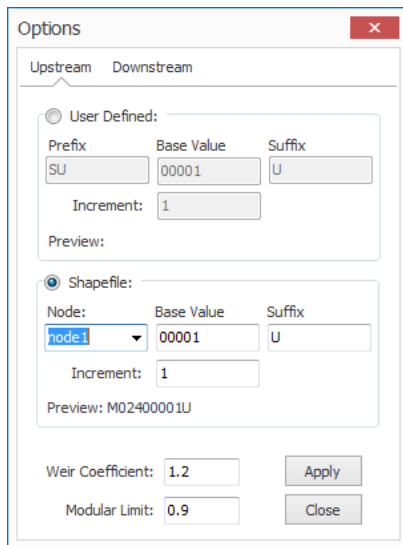 Options
Upstream Downstream
User Defined:
Prefix Base Value Suffix
SU 00001 U
Increment: 1
Preview:
Shapefile:
Node: Base Value Suffix
node1 00001 U
Increment: 1
Preview: M02400001U
Weir Coefficient: 1.2 Apply
Modular Limit: 0.9 Close